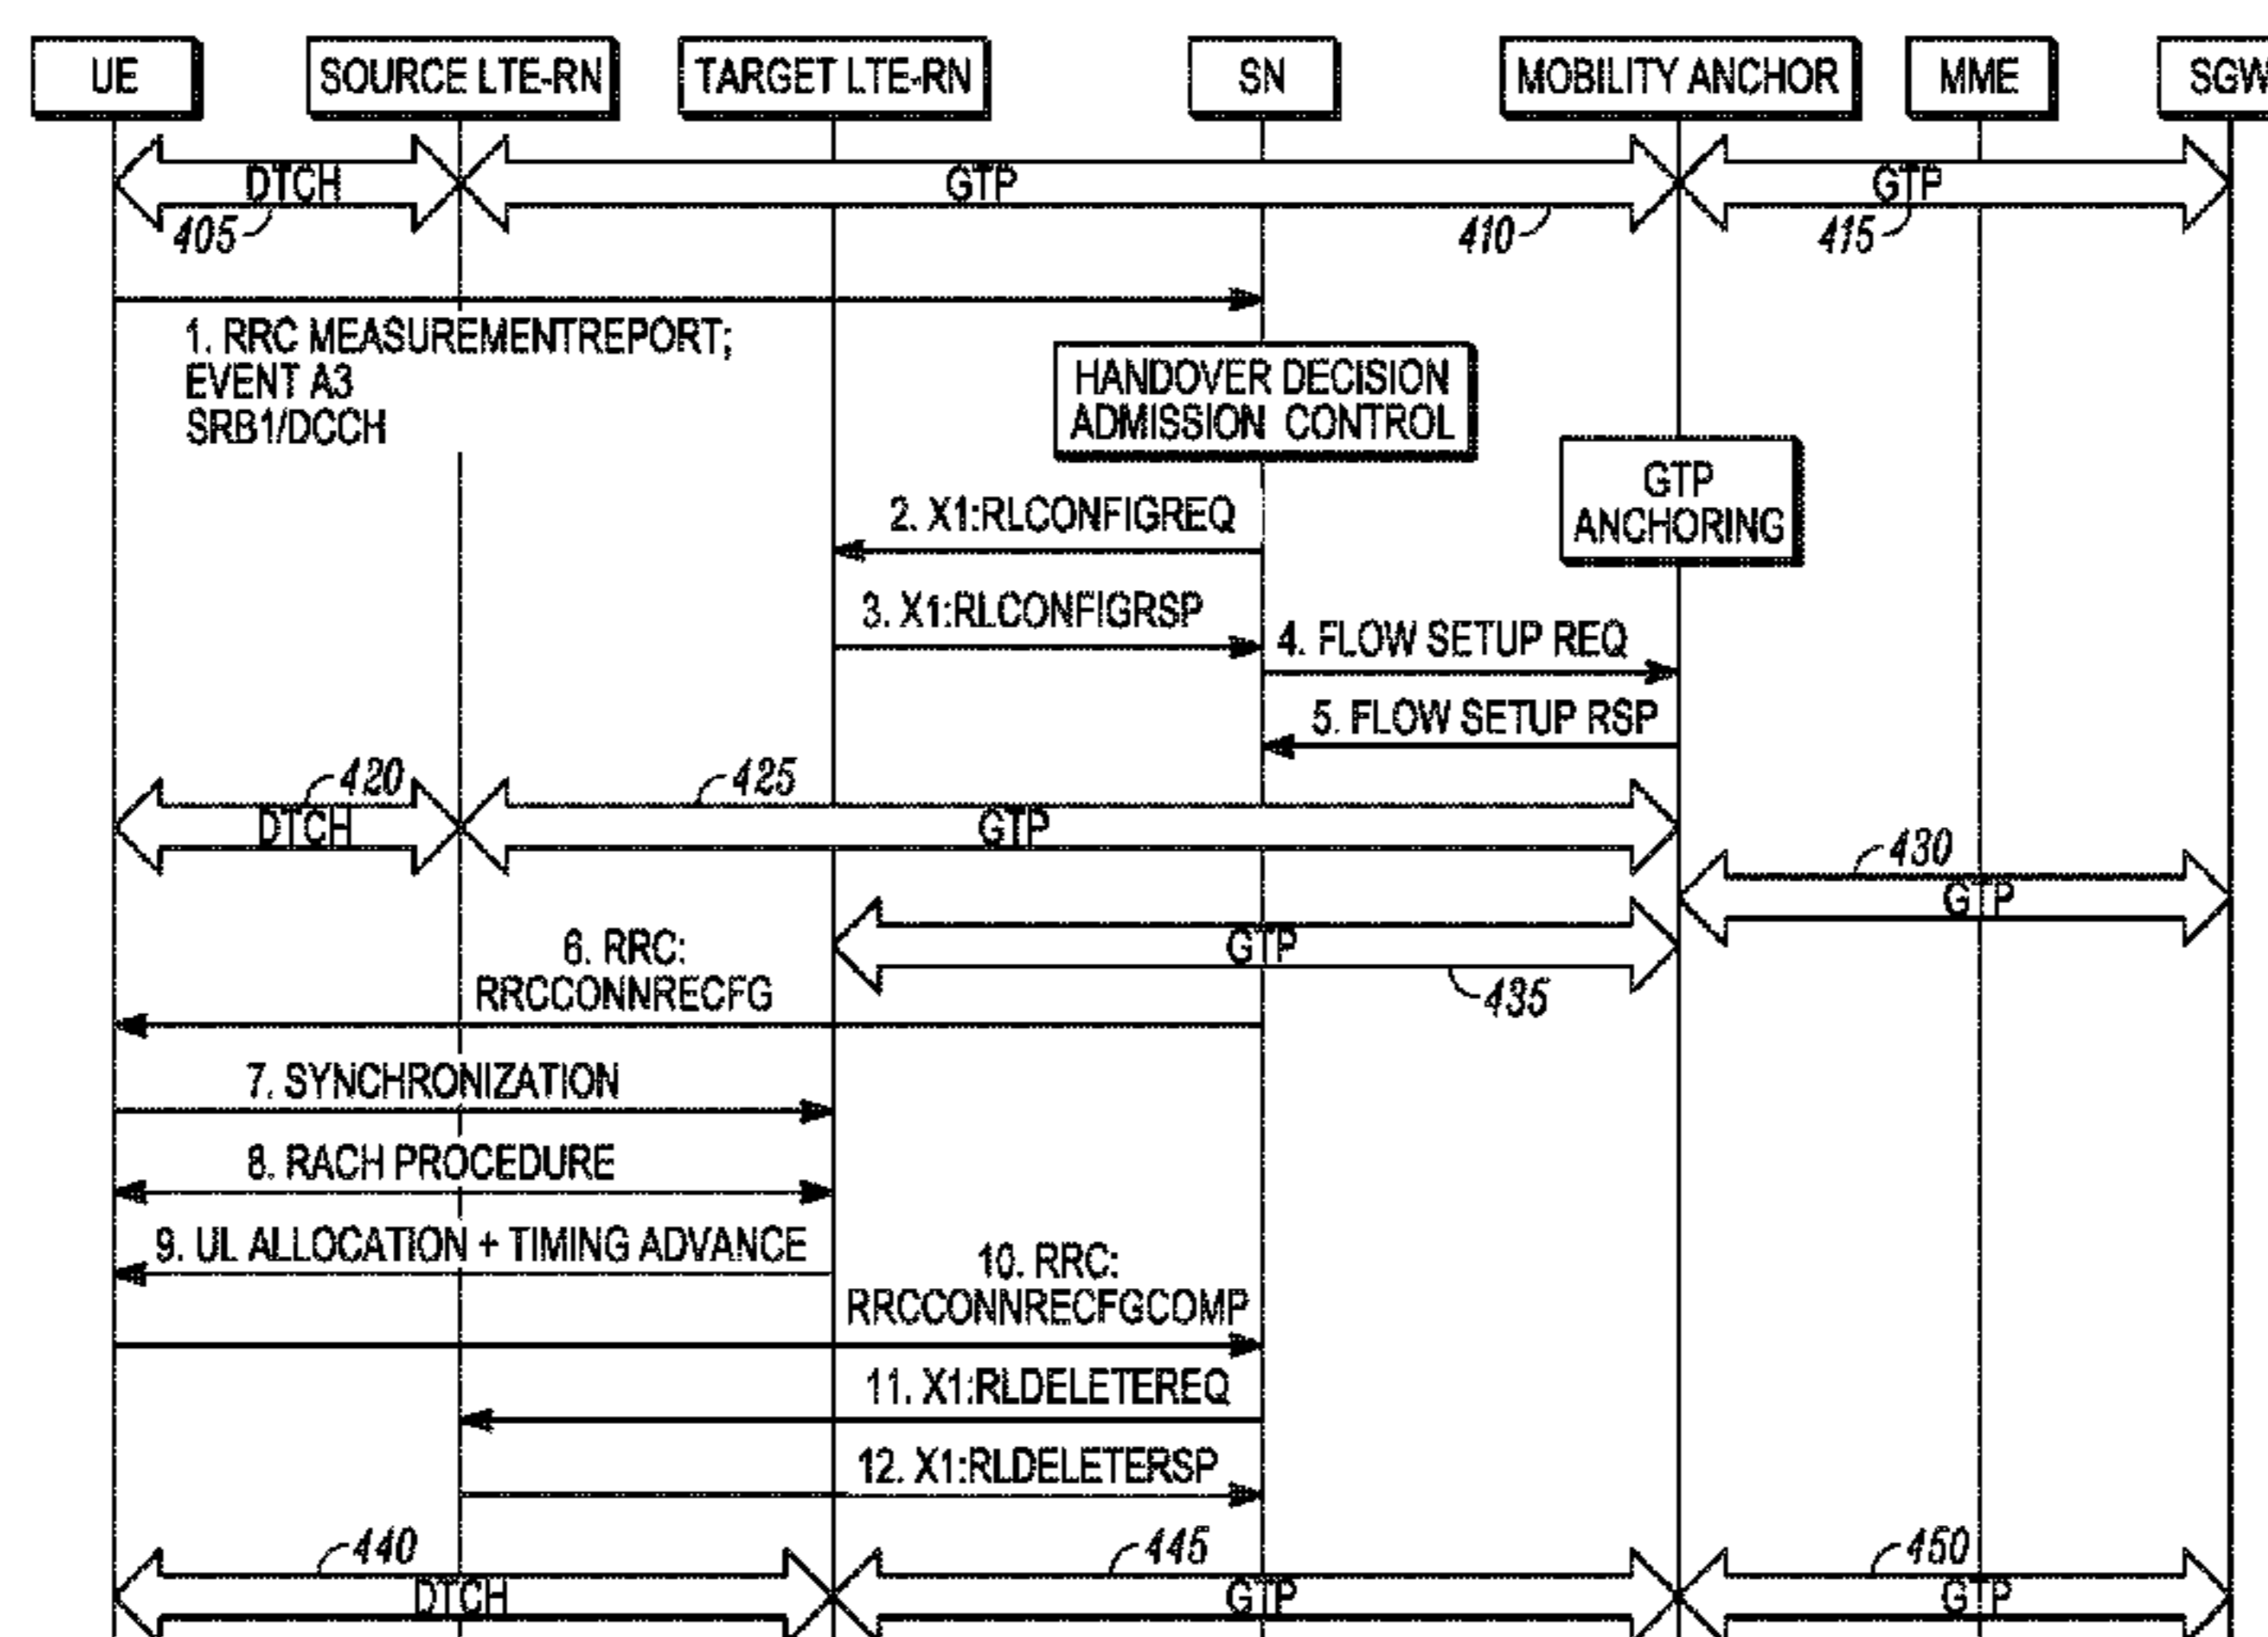 UE
SOURCE LTE-RN
TARGET LTE-RN
SN
MOBILITY ANCHOR
MME
SGW
DTCH
GTP
GTP
405
410
415
1. RRC MEASUREMENTREPORT;
EVENT A3
SRB1/DCCH
HANDOVER DECISION
ADMISSION CONTROL
GTP
ANCHORING
2. X1:RLCONFIGREQ
3. X1:RLCONFIGRSP
4. FLOW SETUP REQ
5. FLOW SETUP RSP
420
425
DTCH
GTP
430
GTP
GTP
435
6. RRC:
RRCCONNRECFG
7. SYNCHRONIZATION
8. RACH PROCEDURE
9. UL ALLOCATION + TIMING ADVANCE
10. RRC:
RRCCONNRECFGCOMP
11. X1:RLDELETEREQ
12. X1:RLDELETERSP
440
445
450
DTCH
GTP
GTP